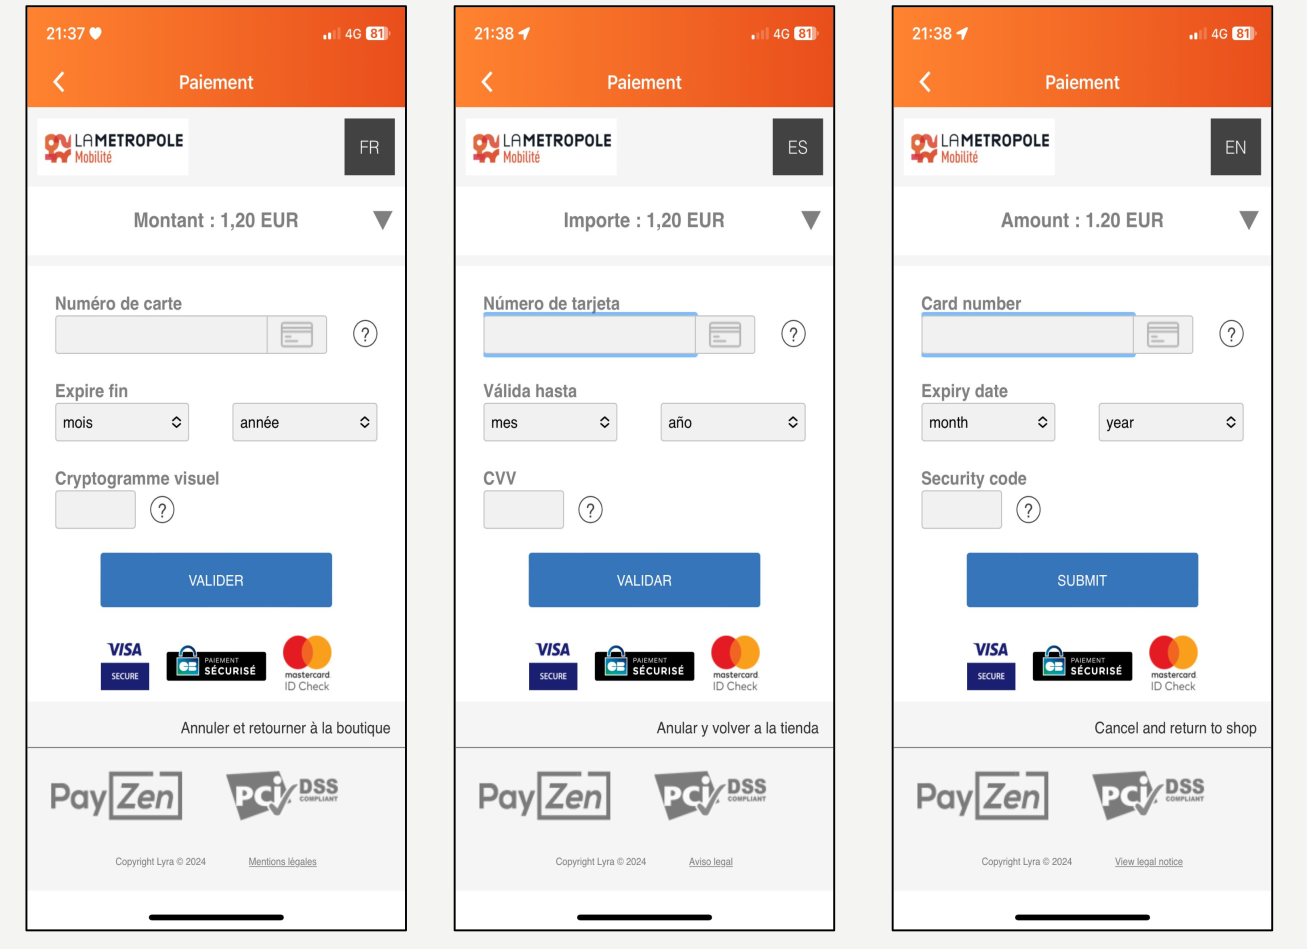 21:37
4G 81
Paiement
LAMETROPOLE
Mobilité
FR
Montant : 1,20 EUR
Numéro de carte
?
Expire fin
mois
année
Cryptogramme visuel
?
VALIDER
VISA
SECURE
CB
PAIEMENT
SÉCURISÉ
mastercard
ID Check
Annuler et retourner à la boutique
PayZen
PCI DSS
COMPLIANT
Copyright Lyra © 2024
Mentions légales
21:38
4G 81
Paiement
LAMETROPOLE
Mobilité
ES
Importe : 1,20 EUR
Número de tarjeta
?
Válida hasta
mes
año
CVV
?
VALIDAR
VISA
SECURE
CB
PAIEMENT
SÉCURISÉ
mastercard
ID Check
Anular y volver a la tienda
PayZen
PCI DSS
COMPLIANT
Copyright Lyra © 2024
Aviso legal
21:38
4G 81
Paiement
LAMETROPOLE
Mobilité
EN
Amount : 1.20 EUR
Card number
?
Expiry date
month
year
Security code
?
SUBMIT
VISA
SECURE
CB
PAIEMENT
SÉCURISÉ
mastercard
ID Check
Cancel and return to shop
PayZen
PCI DSS
COMPLIANT
Copyright Lyra © 2024
View legal notice